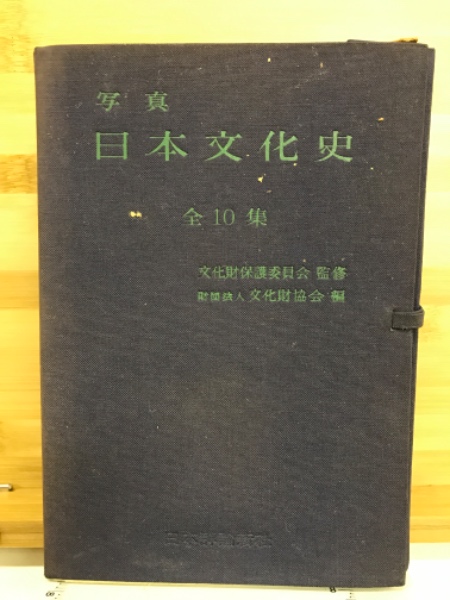 写真
日本文化史
全10集
文化財保護委員会 監修
財団法人 文化財協会 編